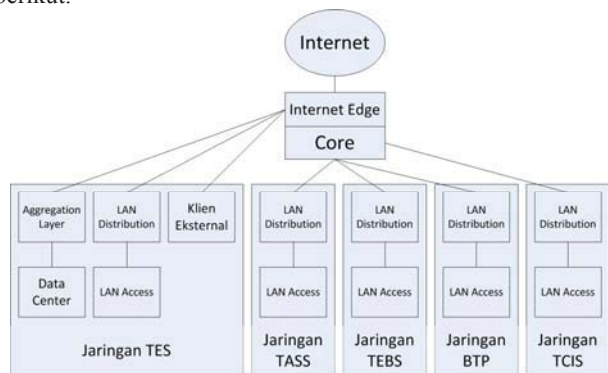 berikut:
Internet
Internet Edge
Core
Aggregation
Layer
LAN
Distribution
Klien
Eksternal
LAN
Distribution
LAN
Distribution
LAN
Distribution
LAN
Distribution
Data
Center
LAN Access
LAN Access
LAN Access
LAN Access
LAN Access
Jaringan TES
Jaringan
TASS
Jaringan
TEBS
Jaringan
BTP
Jaringan
TCIS